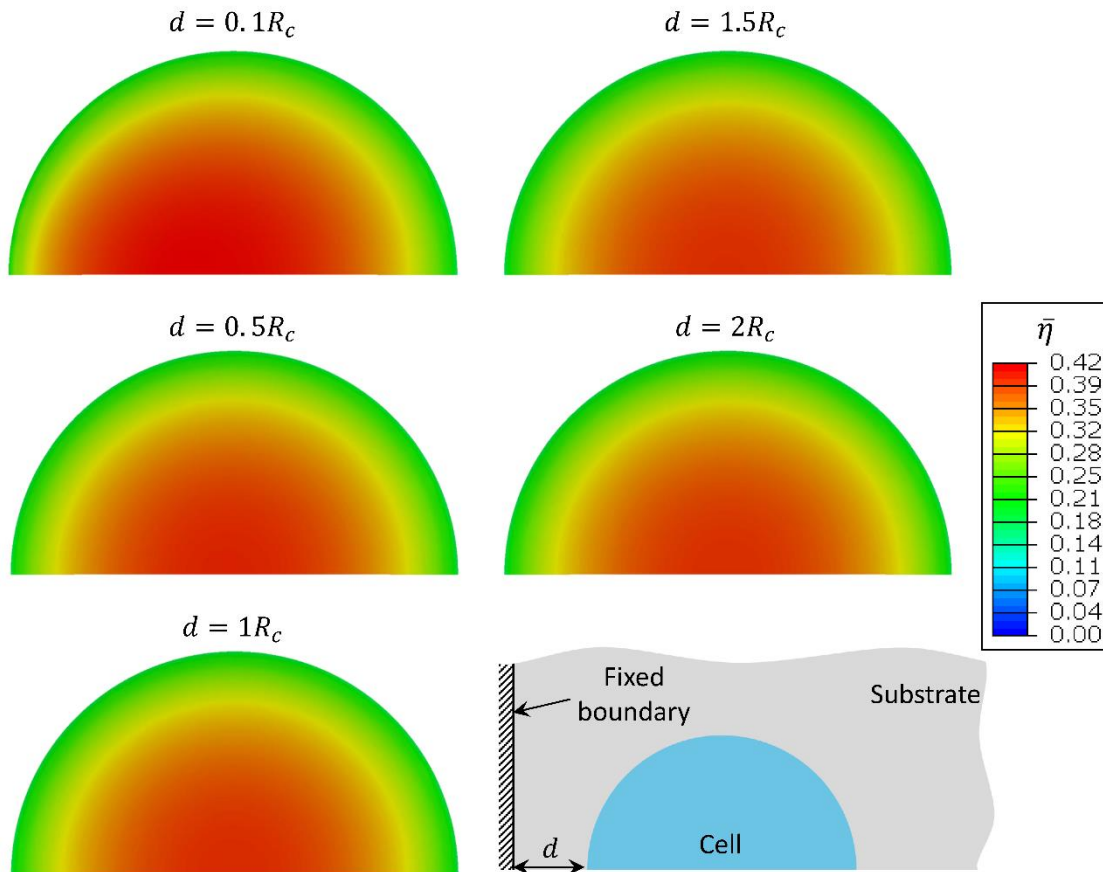 d = 0.1R_c
d = 1.5R_c
d = 0.5R_c
d = 2R_c
η̄
0.42
0.39
0.35
0.32
0.28
0.25
0.21
0.18
0.14
0.11
0.07
0.04
0.00
d = 1R_c
Fixed
boundary
Substrate
d
Cell